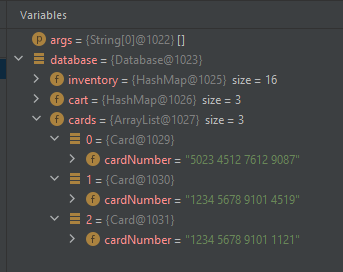 Variables
p args = {String[0]@1022} []
database = {Database@1023}
f inventory = {HashMap@1025} size = 16
f cart = {HashMap@1026} size = 3
f cards = {ArrayList@1027} size = 3
0 = {Card@1029}
f cardNumber = "5023 4512 7612 9087"
1 = {Card@1030}
f cardNumber = "1234 5678 9101 4519"
2 = {Card@1031}
f cardNumber = "1234 5678 9101 1121"